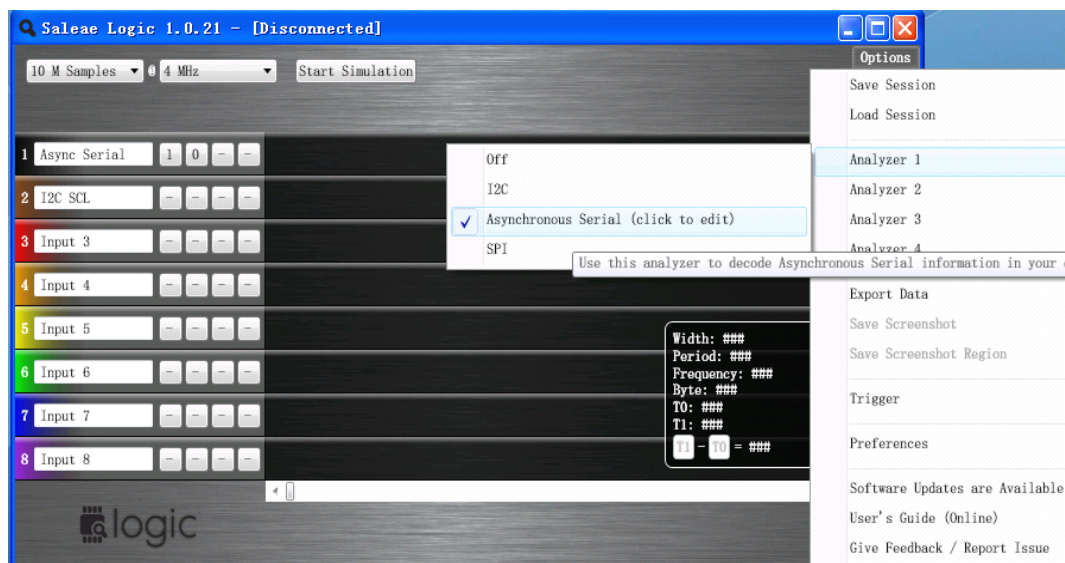 Saleae Logic 1.0.21 - [Disconnected]
Options
10 M Samples @ 4 MHz Start Simulation
Save Session
Load Session
1 Async Serial 1 0 - -
Off
Analyzer 1
2 I2C SCL - - - -
I2C
Analyzer 2
Asynchronous Serial (click to edit)
Analyzer 3
3 Input 3 - - - -
SPI
Analyzer 4
Use this analyzer to decode Asynchronous Serial information in your
4 Input 4 - - - -
Export Data
5 Input 5 - - - -
Save Screenshot
Width: ###
Period: ###
Save Screenshot Region
6 Input 6 - - - -
Frequency: ###
Byte: ###
T0: ###
Trigger
7 Input 7 - - - -
T1: ###
T1 - T0 = ###
Preferences
8 Input 8 - - - -
Software Updates are Available
logic
User's Guide (Online)
Give Feedback / Report Issue